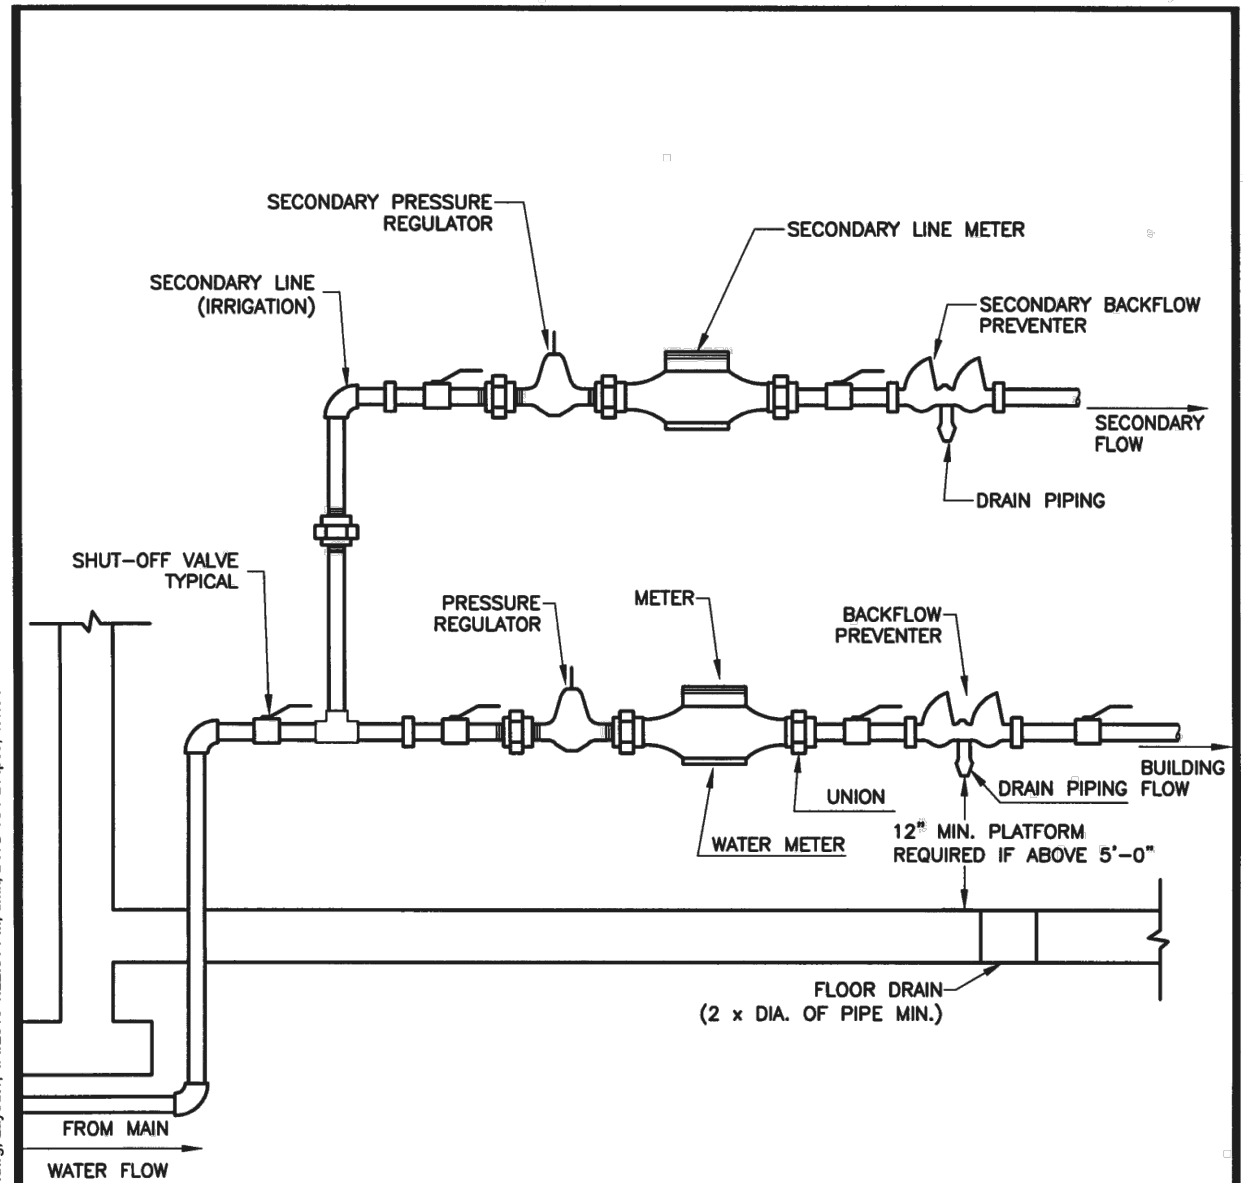 SECONDARY PRESSURE
REGULATOR
SECONDARY LINE METER
SECONDARY LINE
(IRRIGATION)
SECONDARY BACKFLOW
PREVENTER
SECONDARY
FLOW
DRAIN PIPING
SHUT-OFF VALVE
TYPICAL
PRESSURE
REGULATOR
METER
BACKFLOW
PREVENTER
BUILDING
FLOW
DRAIN PIPING
UNION
WATER METER
12" MIN. PLATFORM
REQUIRED IF ABOVE 5'-0"
FLOOR DRAIN
(2 x DIA. OF PIPE MIN.)
FROM MAIN
WATER FLOW